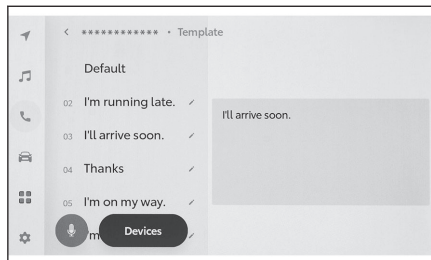 < ************ • Template
Default
02 I'm running late.
03 I'll arrive soon.
04 Thanks
05 I'm on my way.
'm
Devices
I'll arrive soon.